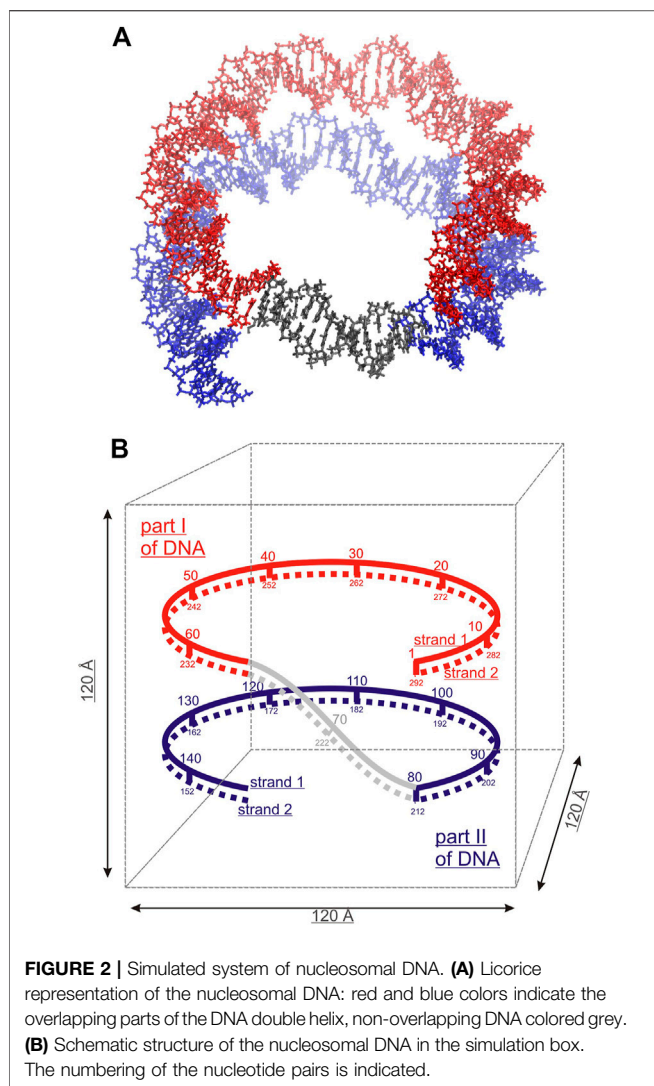 A
B
part I
of DNA
50
40
30
20
242
252
262
272
60
232
10
282
strand 1
1
strand 2
292
120 Å
130
120
110
100
162
172
182
192
70
222
140
152
strand 1
strand 2
80
212
90
202
part II
of DNA
120 Å
120 Å
FIGURE 2 | Simulated system of nucleosomal DNA. (A) Licorice
representation of the nucleosomal DNA: red and blue colors indicate the
overlapping parts of the DNA double helix, non-overlapping DNA colored grey.
(B) Schematic structure of the nucleosomal DNA in the simulation box.
The numbering of the nucleotide pairs is indicated.